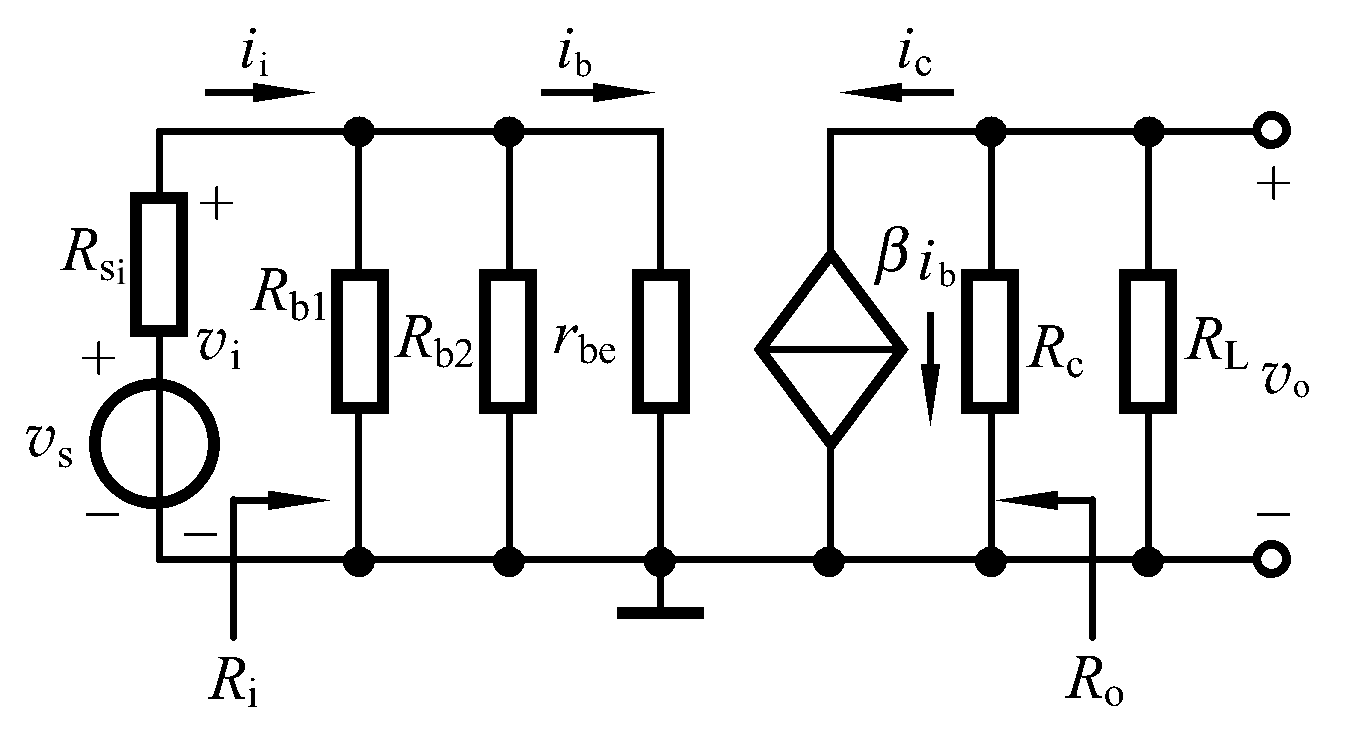 i_i i_b i_c
+ +
R_si R_b1 R_b2 r_be β i_b R_c R_L
+ v_i v_o
v_s
− − −
R_i R_o